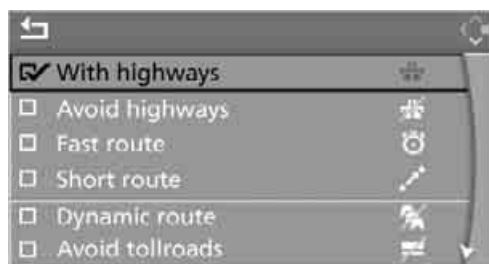 With highways
Avoid highways
Fast route
Short route
Dynamic route
Avoid tollroads